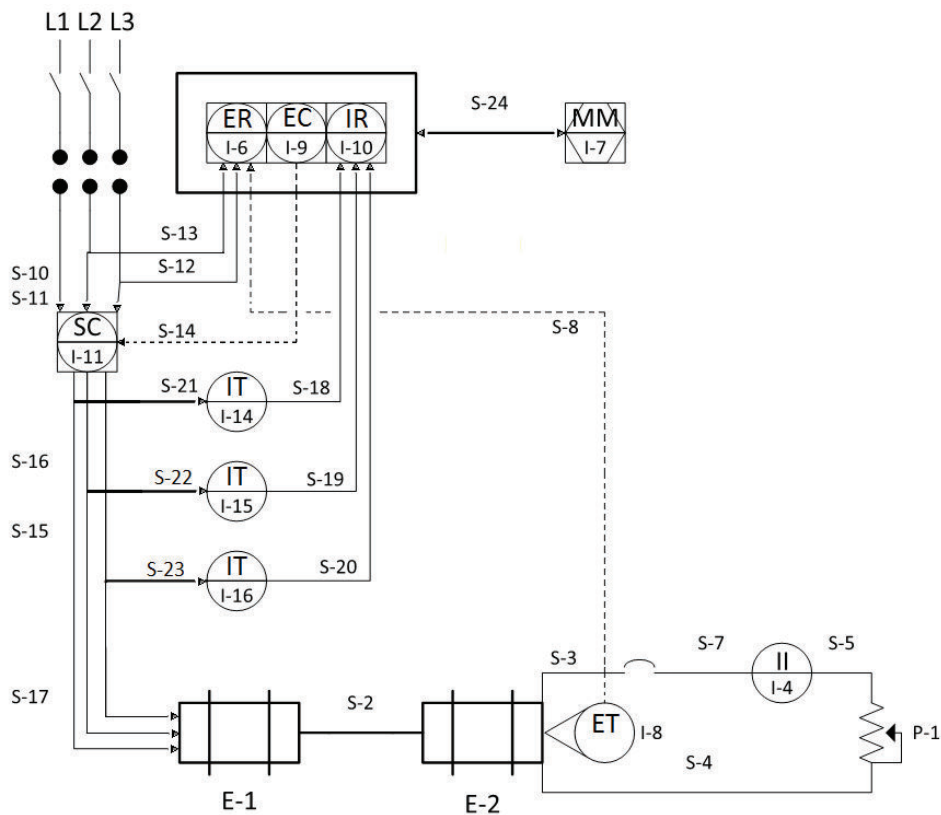 L1 L2 L3
ER EC IR
I-6 I-9 I-10
S-24
MM
I-7
S-13
S-12
S-10
S-11
SC
I-11
S-14
S-8
S-21
IT
I-14
S-18
S-16
S-22
IT
I-15
S-19
S-15
S-23
IT
I-16
S-20
S-17
S-2
S-3
S-7
II
I-4
S-5
ET
I-8
P-1
S-4
E-1
E-2